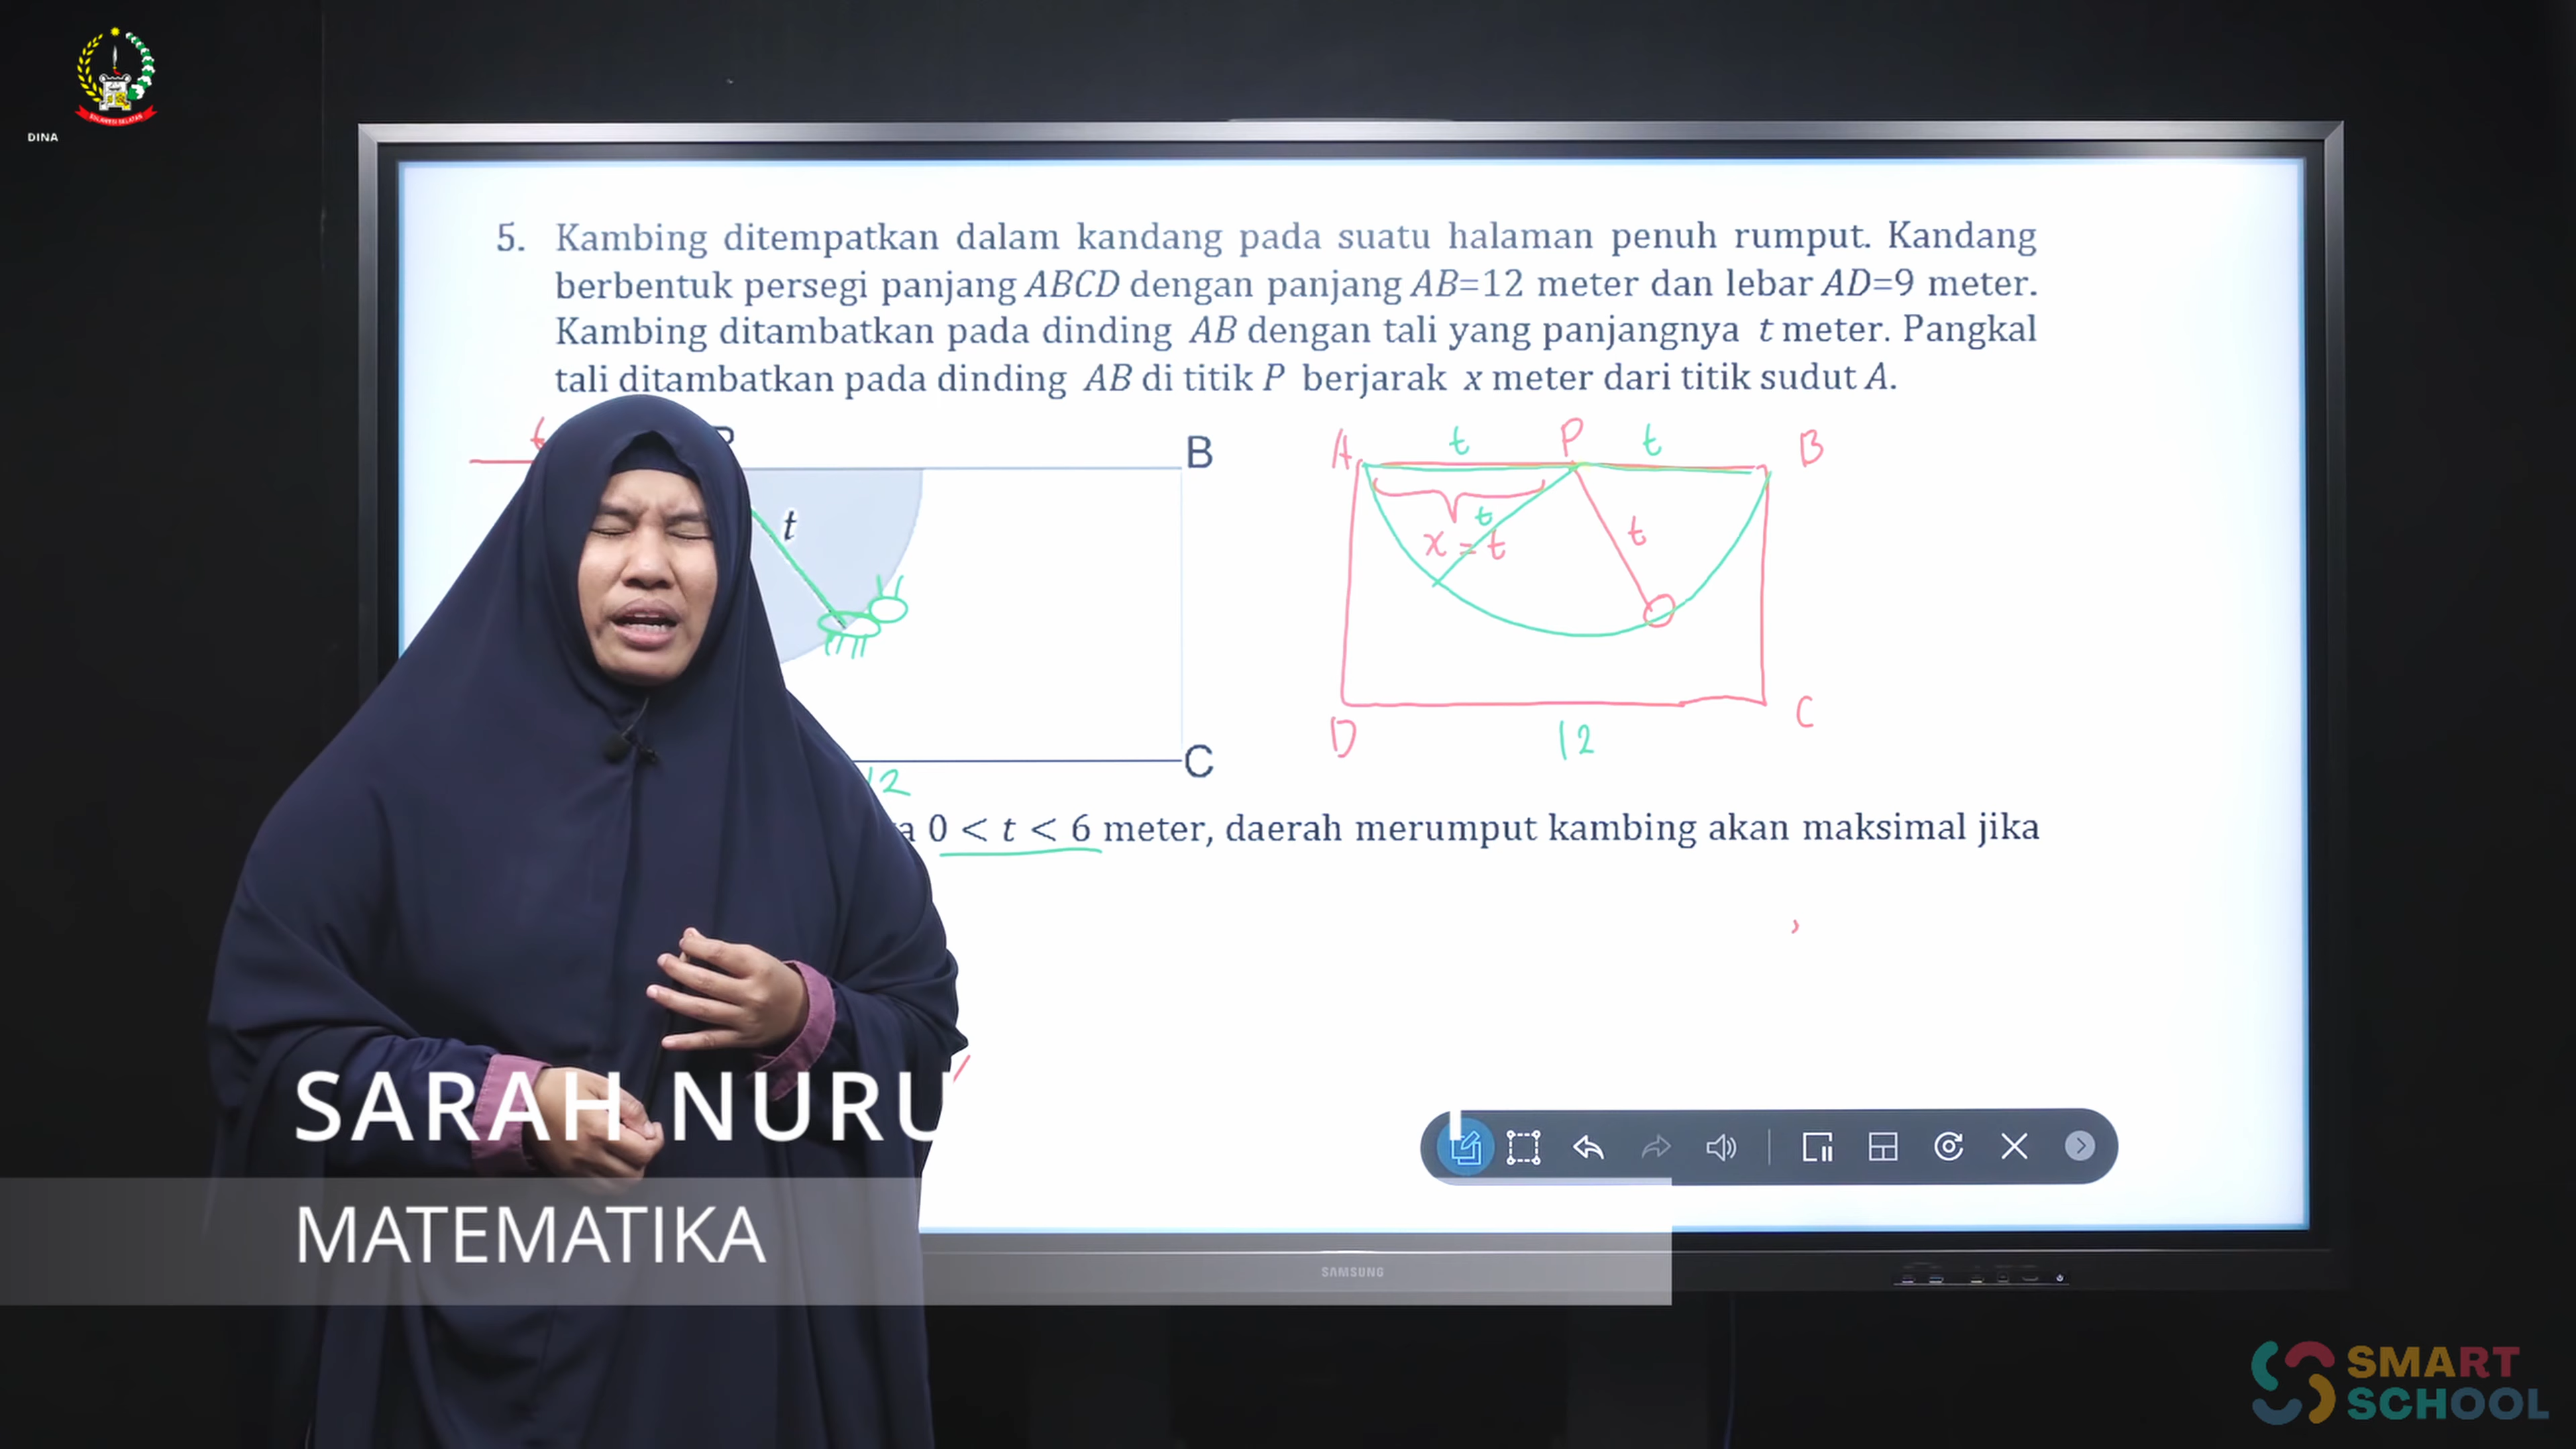 SULAWESI SELATAN
DINA
5. Kambing ditempatkan dalam kandang pada suatu halaman penuh rumput. Kandang
berbentuk persegi panjang ABCD dengan panjang AB=12 meter dan lebar AD=9 meter.
Kambing ditambatkan pada dinding AB dengan tali yang panjangnya t meter. Pangkal
tali ditambatkan pada dinding AB di titik P berjarak x meter dari titik sudut A.
t P B
t
C
12
A t P t B
t
x = t t
D 12 C
a 0 < t < 6 meter, daerah merumput kambing akan maksimal jika
SARAH NURU
MATEMATIKA
SAMSUNG
SMART
SCHOOL